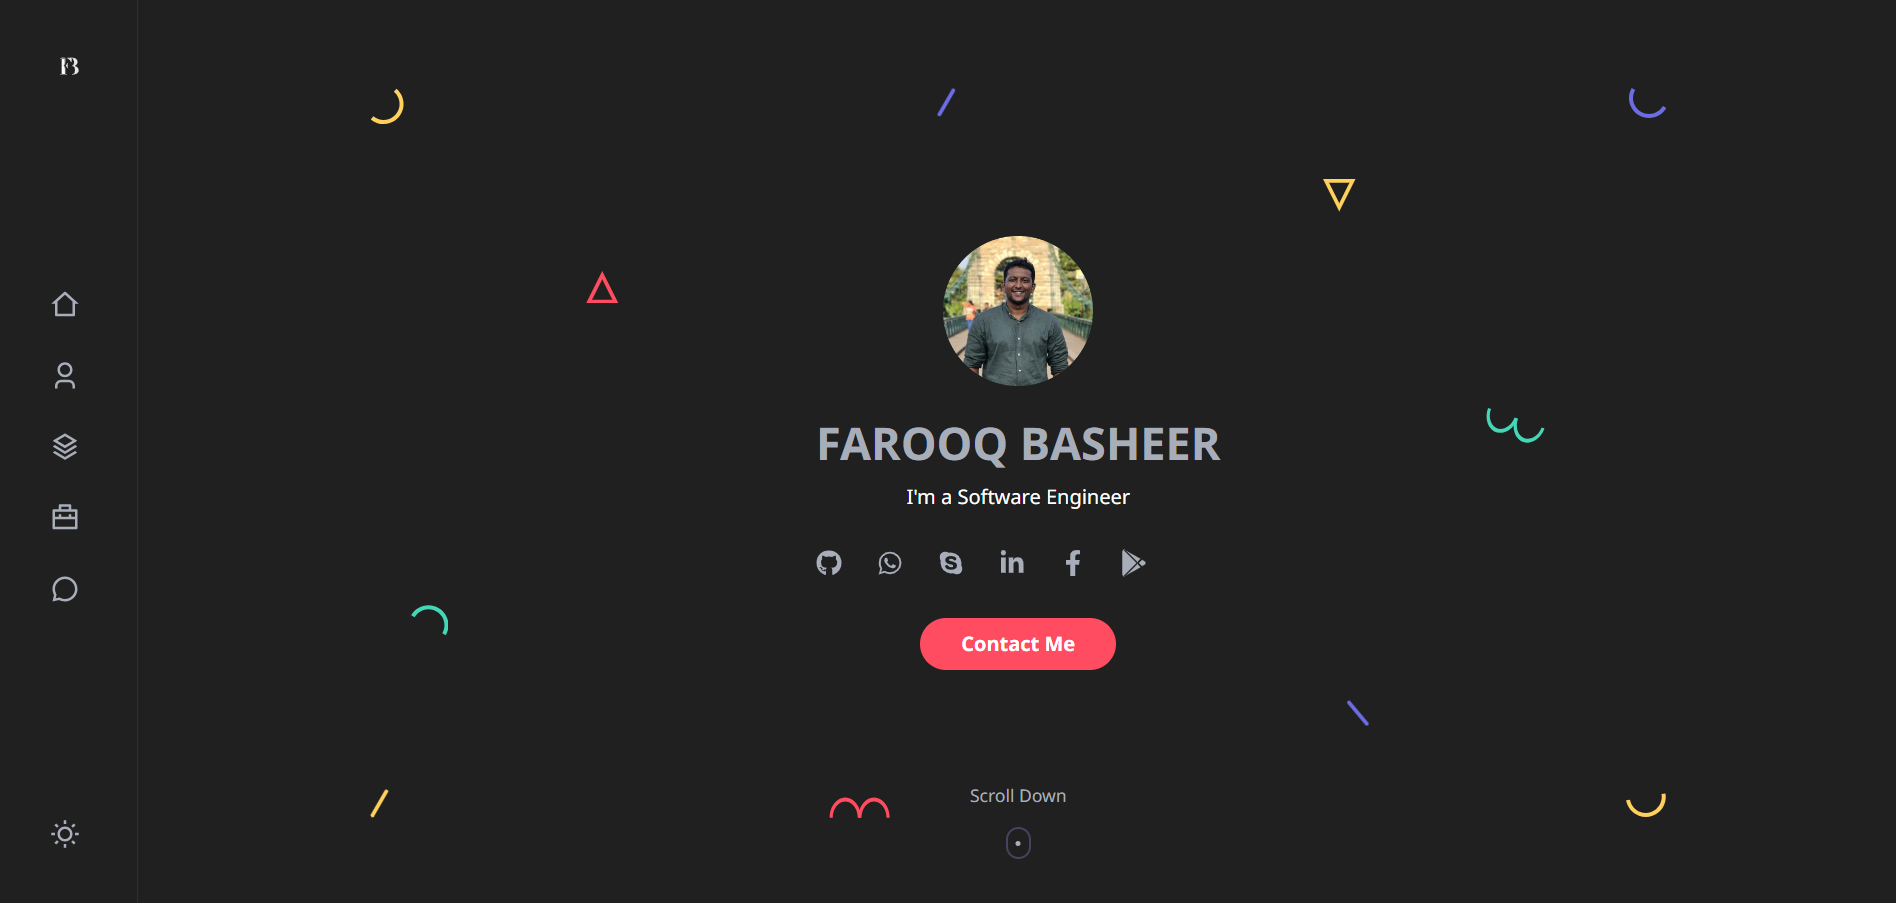 FB
FAROOQ BASHEER
I'm a Software Engineer
Contact Me
Scroll Down